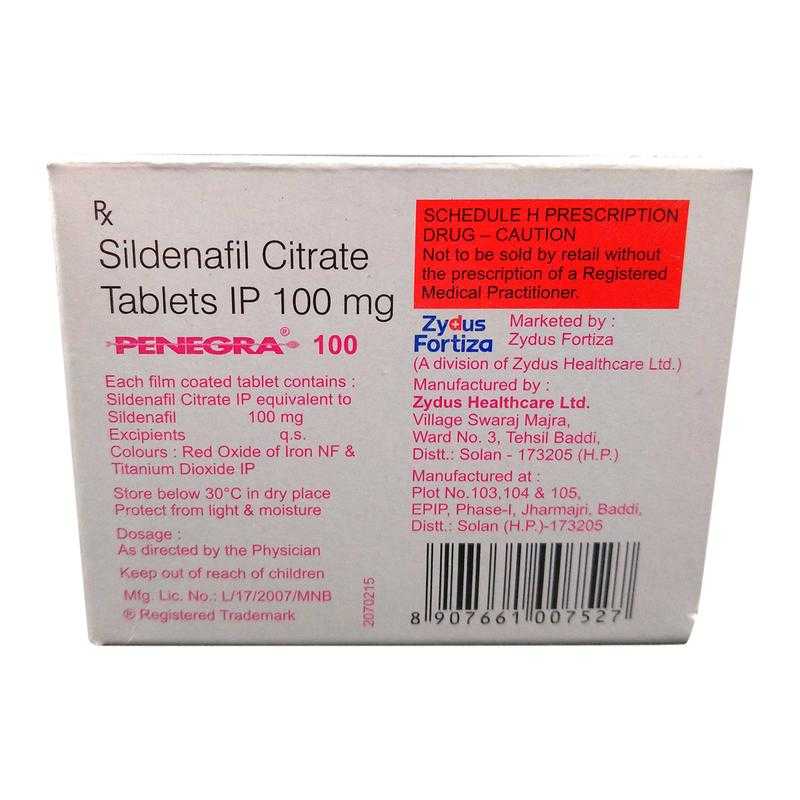 Rx
Sildenafil Citrate
Tablets IP 100 mg
PENEGRA® 100
Each film coated tablet contains :
Sildenafil Citrate IP equivalent to
Sildenafil 100 mg
Excipients q.s.
Colours : Red Oxide of Iron NF &
Titanium Dioxide IP
Store below 30°C in dry place
Protect from light & moisture
Dosage :
As directed by the Physician
Keep out of reach of children
Mfg. Lic. No.: L/17/2007/MNB
® Registered Trademark
2070215
SCHEDULE H PRESCRIPTION
DRUG – CAUTION
Not to be sold by retail without
the prescription of a Registered
Medical Practitioner.
Zydus
Fortiza
Marketed by :
Zydus Fortiza
(A division of Zydus Healthcare Ltd.)
Manufactured by :
Zydus Healthcare Ltd.
Village Swaraj Majra,
Ward No. 3, Tehsil Baddi,
Distt.: Solan - 173205 (H.P.)
Manufactured at :
Plot No.103,104 & 105,
EPIP, Phase-I, Jharmajri, Baddi,
Distt.: Solan (H.P.)-173205
8 907661 007527